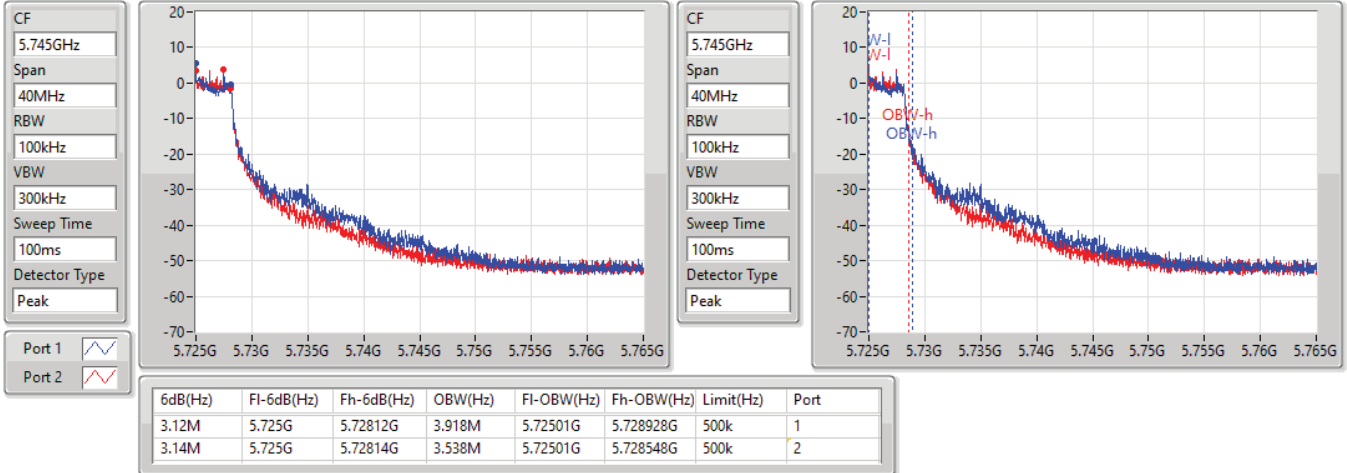 CF
5.745GHz
Span
40MHz
RBW
100kHz
VBW
300kHz
Sweep Time
100ms
Detector Type
Peak
Port 1
Port 2
20
10
0
-10
-20
-30
-40
-50
-60
-70
5.725G 5.73G 5.735G 5.74G 5.745G 5.75G 5.755G 5.76G 5.765G
CF
5.745GHz
Span
40MHz
RBW
100kHz
VBW
300kHz
Sweep Time
100ms
Detector Type
Peak
20
10
0
-10
-20
-30
-40
-50
-60
-70
W-l
W-l
OBW-h
OBW-h
5.725G 5.73G 5.735G 5.74G 5.745G 5.75G 5.755G 5.76G 5.765G
6dB(Hz) Fl-6dB(Hz) Fh-6dB(Hz) OBW(Hz) Fl-OBW(Hz) Fh-OBW(Hz) Limit(Hz) Port
3.12M 5.725G 5.72812G 3.918M 5.72501G 5.728928G 500k 1
3.14M 5.725G 5.72814G 3.538M 5.72501G 5.728548G 500k 2